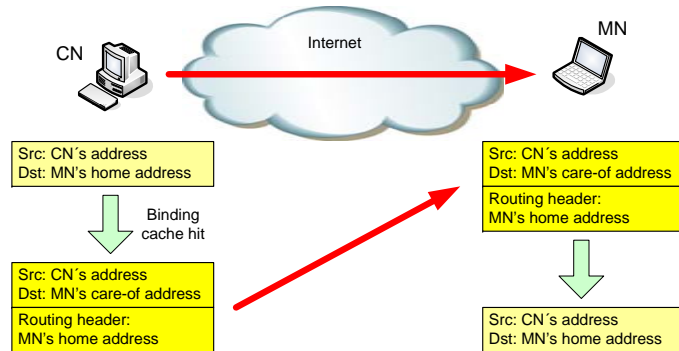 CN
Internet
MN
Src: CN´s address
Dst: MN's home address
Binding
cache hit
Src: CN´s address
Dst: MN's care-of address
Routing header:
MN's home address
Src: CN´s address
Dst: MN's care-of address
Routing header:
MN's home address
Src: CN´s address
Dst: MN's home address